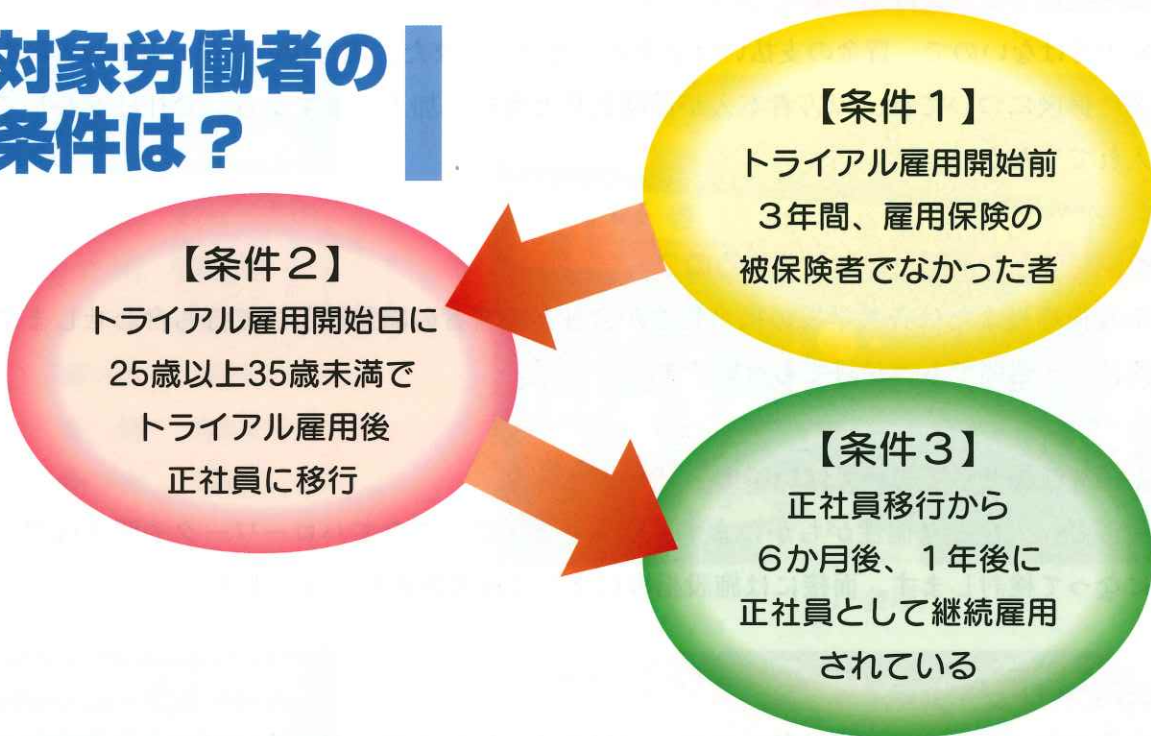 対象労働者の
条件は？
【条件１】
トライアル雇用開始前
３年間、雇用保険の
被保険者でなかった者
【条件２】
トライアル雇用開始日に
25歳以上35歳未満で
トライアル雇用後
正社員に移行
【条件３】
正社員移行から
６か月後、１年後に
正社員として継続雇用
されている